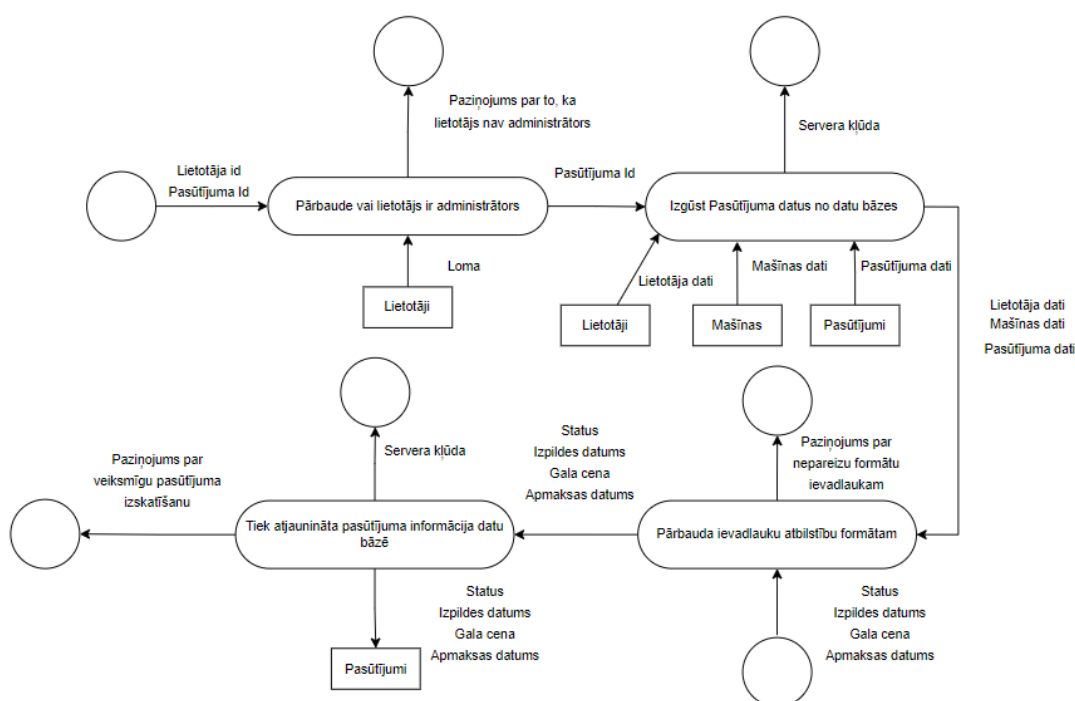 Paziņojums par to, ka
lietotājs nav administrātors
Servera kļūda
Lietotāja id
Pasūtījuma Id
Pārbaude vai lietotājs ir administrātors
Pasūtījuma Id
Izgūst Pasūtījuma datus no datu bāzes
Loma
Lietotāji
Lietotāja dati
Mašīnas dati
Pasūtījuma dati
Lietotāji
Mašīnas
Pasūtījumi
Lietotāja dati
Mašīnas dati
Pasūtījuma dati
Paziņojums par
veiksmīgu pasūtījuma
izskatīšanu
Servera kļūda
Status
Izpildes datums
Gala cena
Apmaksas datums
Paziņojums par
nepareizu formātu
ievadlaukam
Tiek atjaunināta pasūtījuma informācija datu
bāzē
Pārbauda ievadlauku atbilstību formātam
Status
Izpildes datums
Gala cena
Apmaksas datums
Pasūtījumi
Status
Izpildes datums
Gala cena
Apmaksas datums